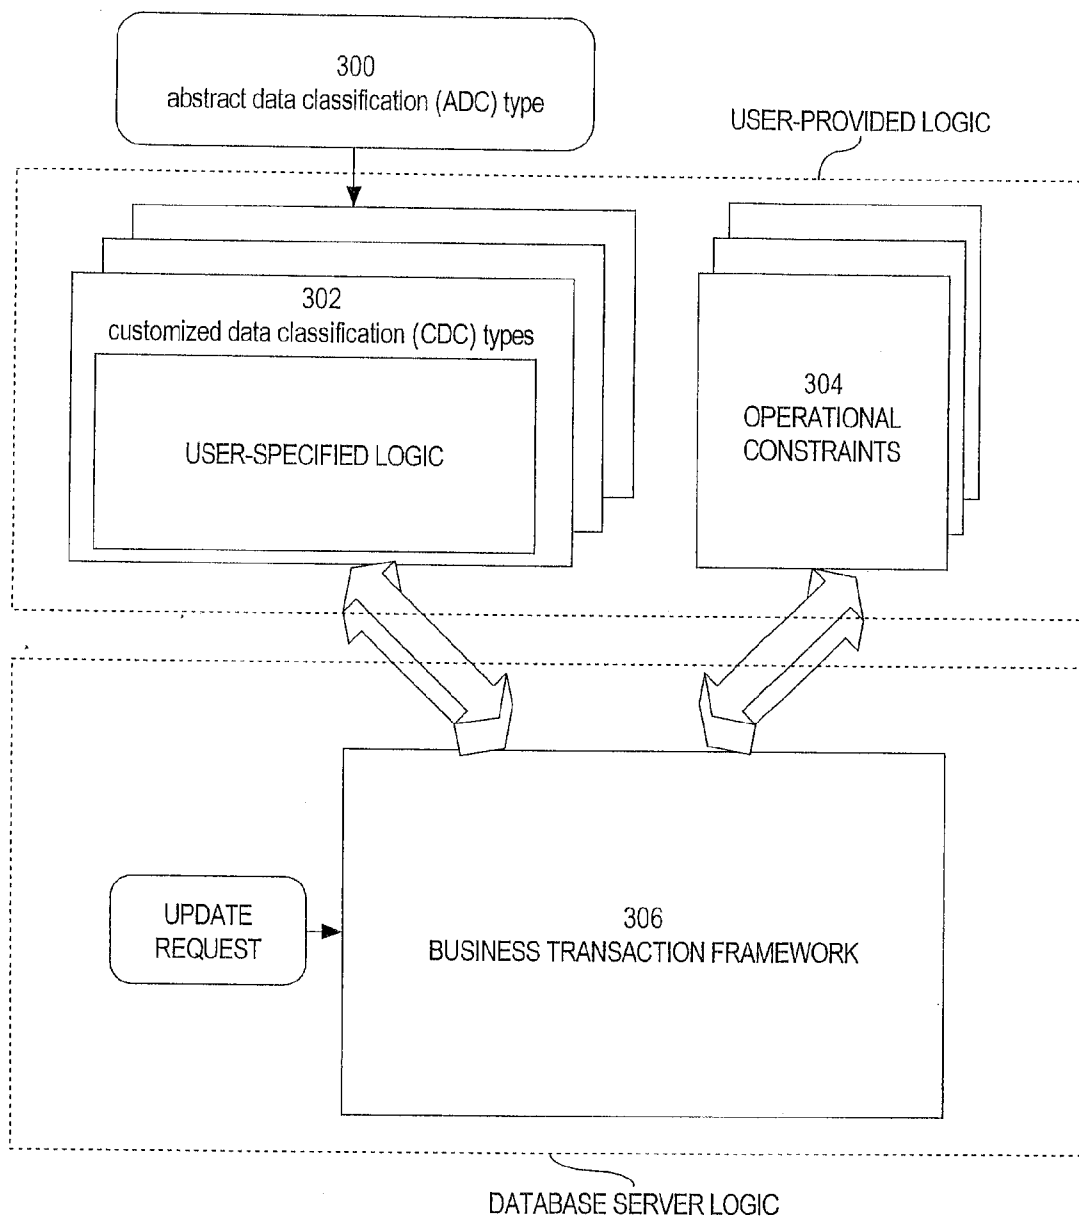 300
abstract data classification (ADC) type
USER-PROVIDED LOGIC
302
customized data classification (CDC) types
USER-SPECIFIED LOGIC
304
OPERATIONAL
CONSTRAINTS
UPDATE
REQUEST
306
BUSINESS TRANSACTION FRAMEWORK
DATABASE SERVER LOGIC